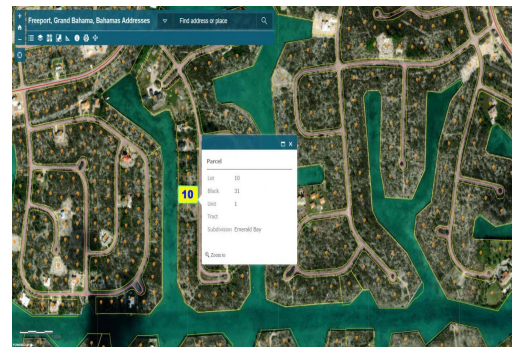 Freeport, Grand Bahama, Bahamas Addresses
Find address or place
Parcel
Lot 10
Block 31
Unit 1
Tract
Subdivision Emerald Bay
Zoom to
10